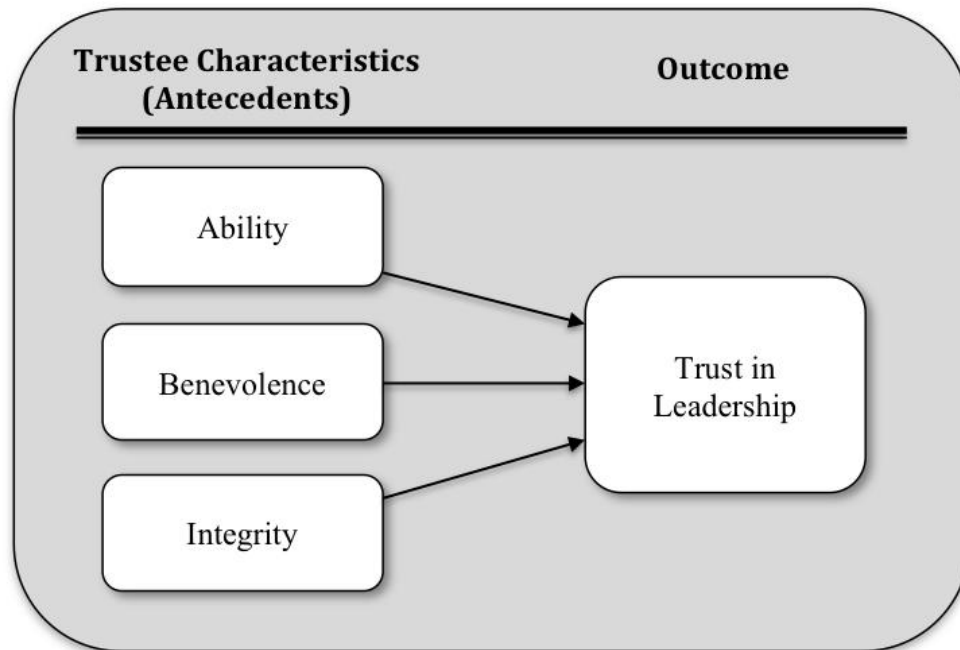 Trustee Characteristics
(Antecedents)
Outcome
Ability
Benevolence
Integrity
Trust in
Leadership